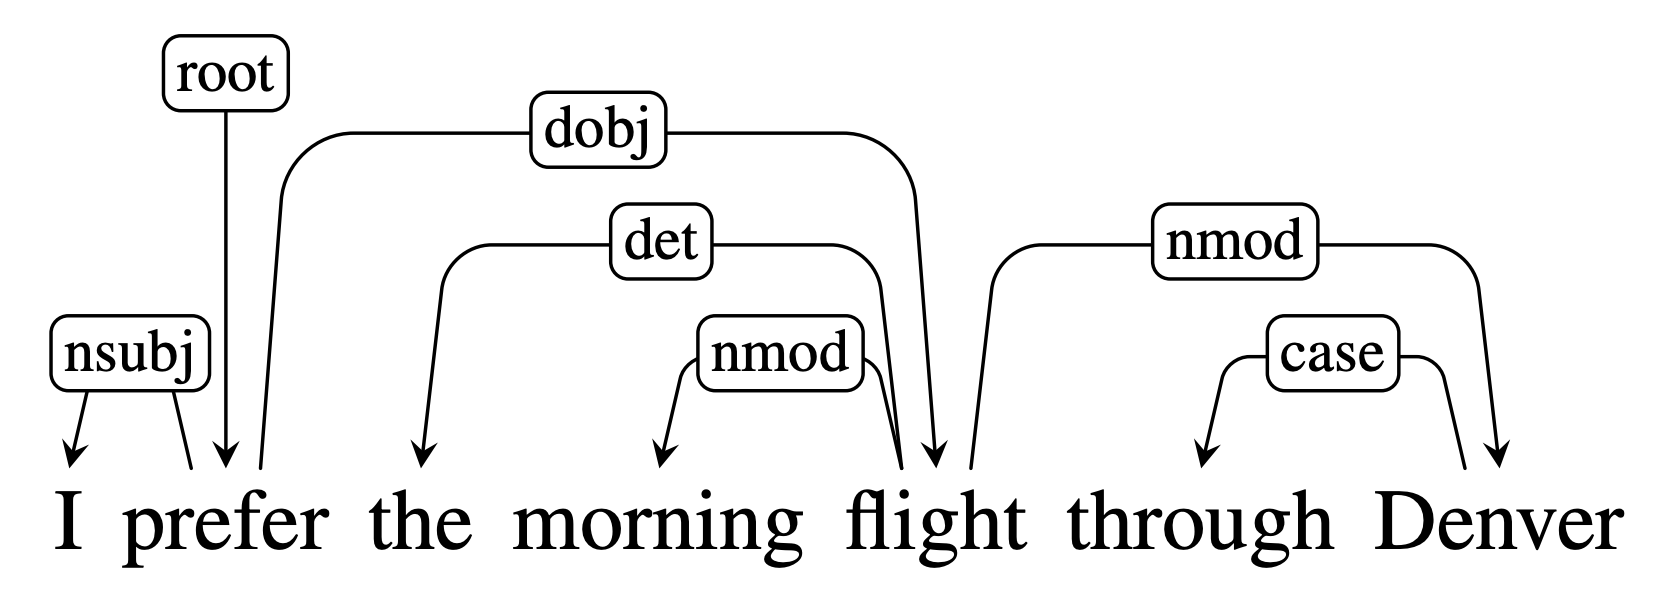 root
dobj
det nmod
nsubj nmod case
I prefer the morning flight through Denver